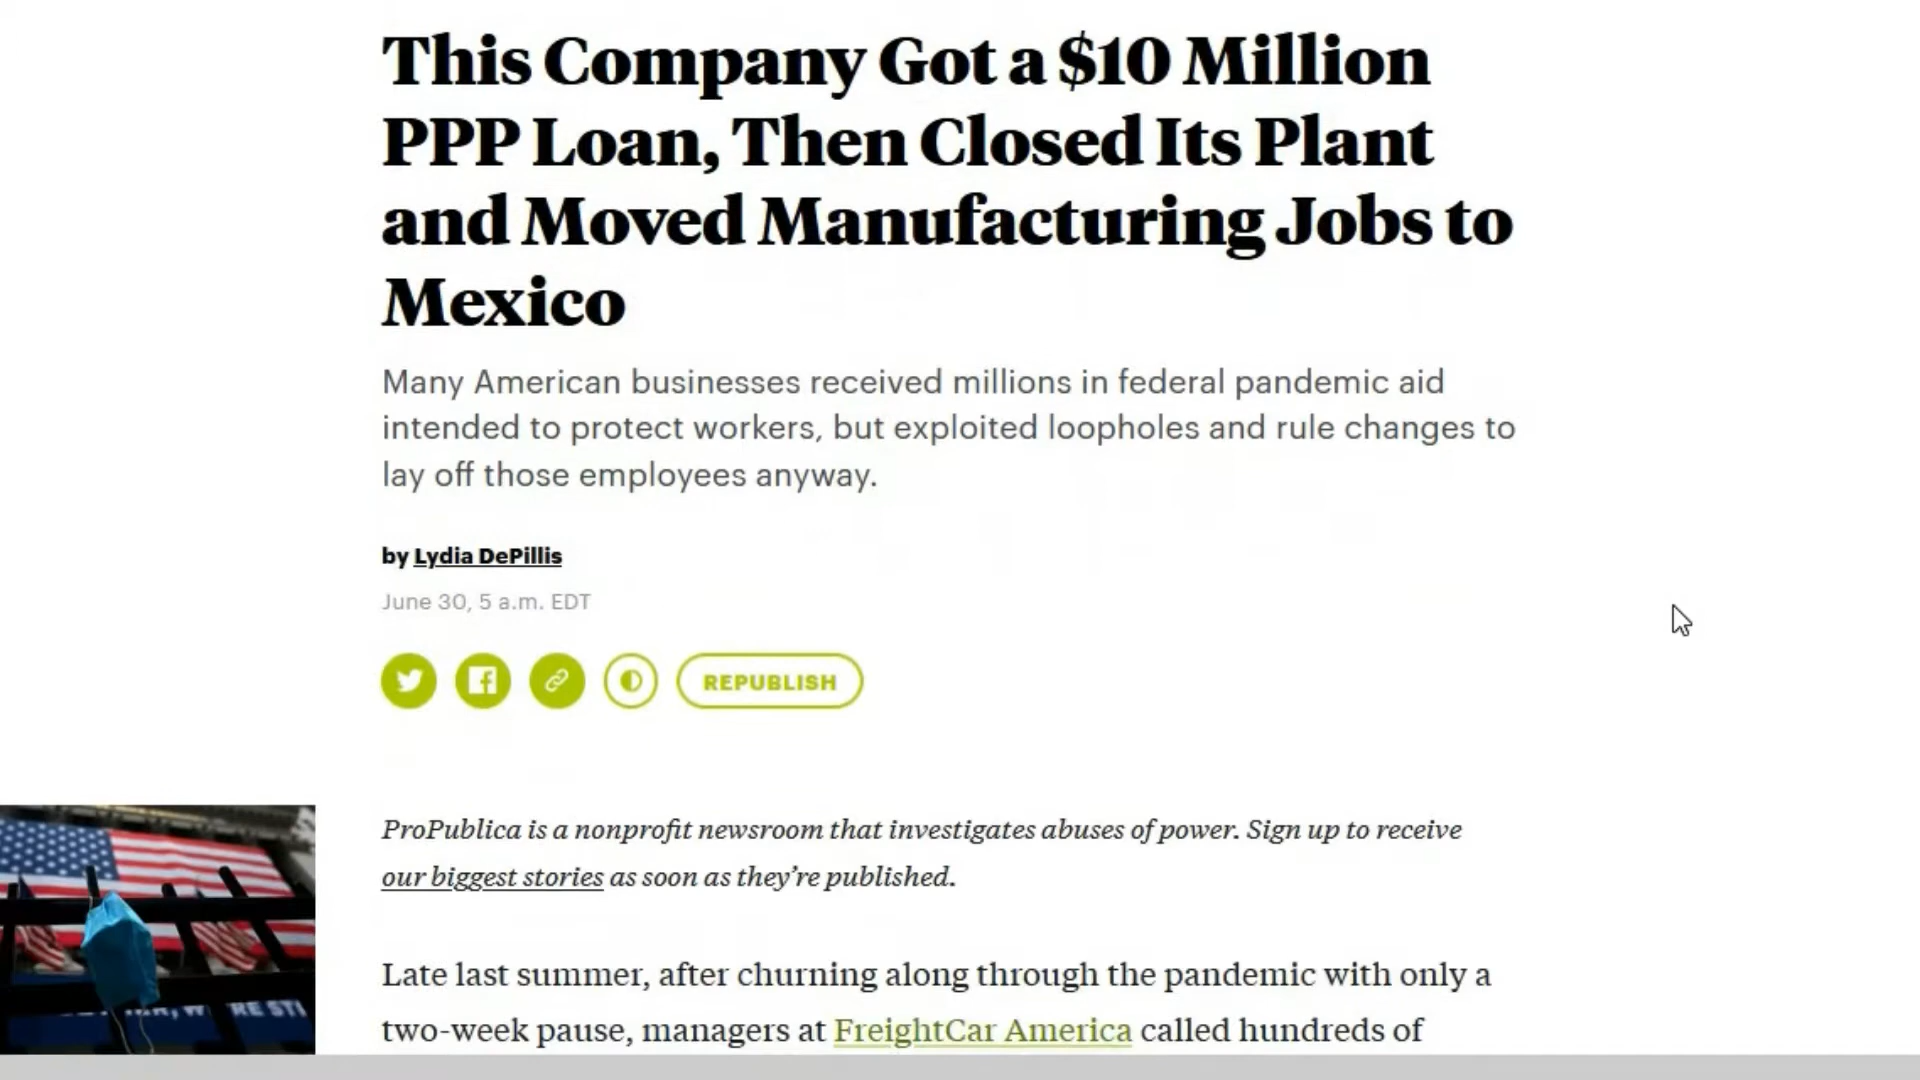 This Company Got a $10 Million
PPP Loan, Then Closed Its Plant
and Moved Manufacturing Jobs to
Mexico
Many American businesses received millions in federal pandemic aid
intended to protect workers, but exploited loopholes and rule changes to
lay off those employees anyway.
by Lydia DePillis
June 30, 5 a.m. EDT
REPUBLISH
ProPublica is a nonprofit newsroom that investigates abuses of power. Sign up to receive
our biggest stories as soon as they’re published.
Late last summer, after churning along through the pandemic with only a
two-week pause, managers at FreightCar America called hundreds of